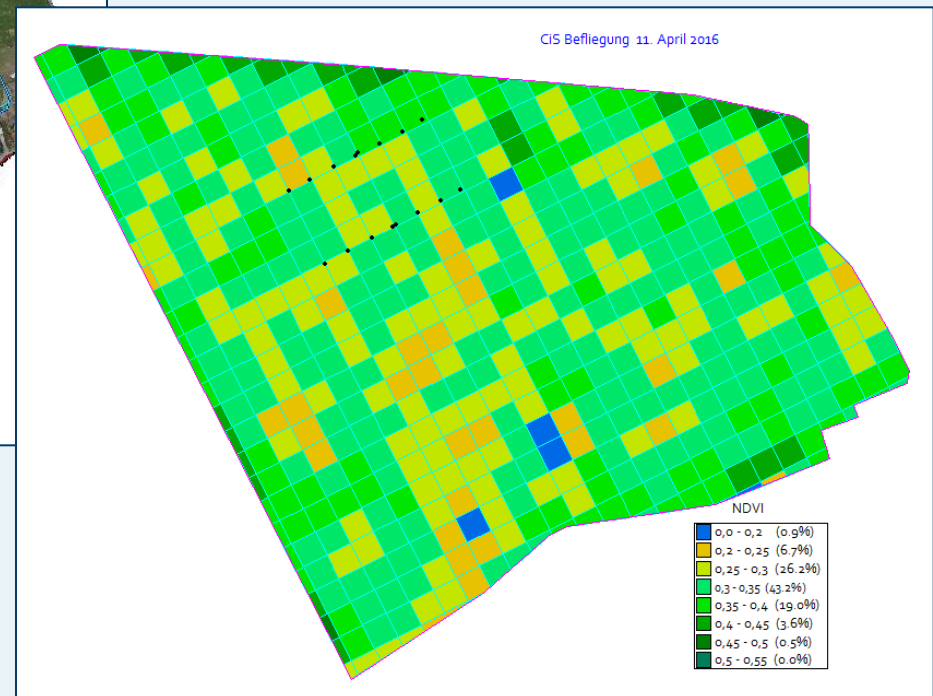 CiS Befliegung 11. April 2016
NDVI
0,0 - 0,2 (0.9%)
0,2 - 0,25 (6.7%)
0,25 - 0,3 (26.2%)
0,3 - 0,35 (43.2%)
0,35 - 0,4 (19.0%)
0,4 - 0,45 (3.6%)
0,45 - 0,5 (0.5%)
0,5 - 0,55 (0.0%)